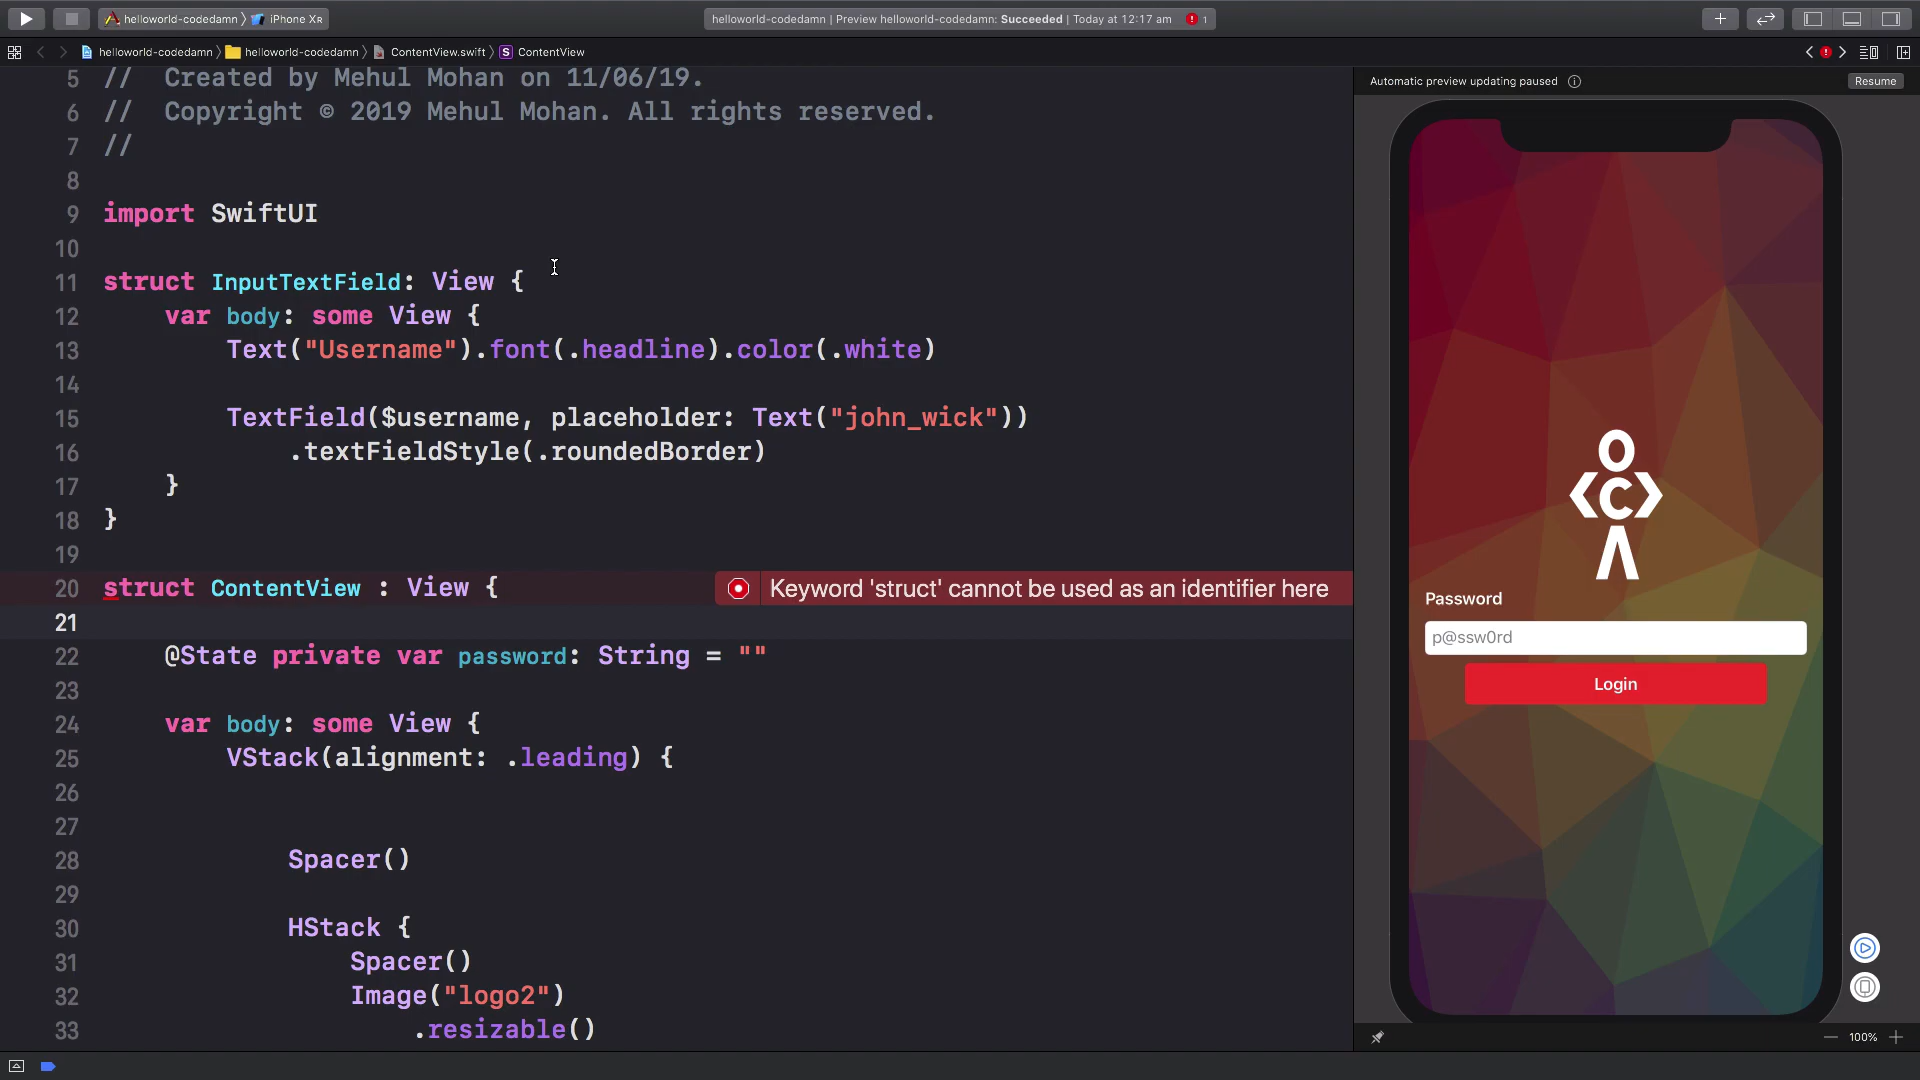 helloworld-codedamn 〉 iPhone XR
helloworld-codedamn | Preview helloworld-codedamn: Succeeded | Today at 12:17 am 1
helloworld-codedamn 〉 helloworld-codedamn 〉 ContentView.swift 〉 S ContentView
5 // Created by Mehul Mohan on 11/06/19.
6 // Copyright © 2019 Mehul Mohan. All rights reserved.
7 //
8
9 import SwiftUI
10
11 struct InputTextField: View {
12 var body: some View {
13 Text("Username").font(.headline).color(.white)
14
15 TextField($username, placeholder: Text("john_wick"))
16 .textFieldStyle(.roundedBorder)
17 }
18 }
19
20 struct ContentView : View { Keyword 'struct' cannot be used as an identifier here
21
22 @State private var password: String = ""
23
24 var body: some View {
25 VStack(alignment: .leading) {
26
27
28 Spacer()
29
30 HStack {
31 Spacer()
32 Image("logo2")
33 .resizable()
Automatic preview updating paused Resume
C
Password
p@ssw0rd
Login
100%